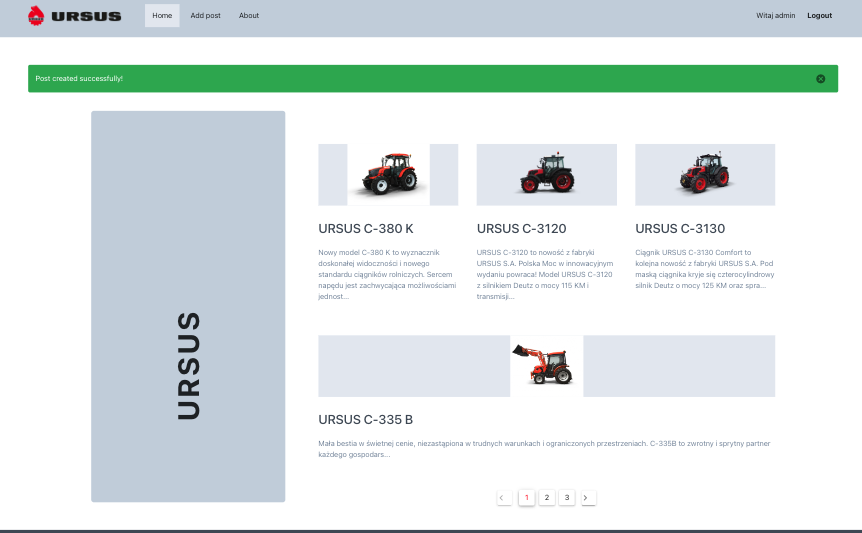 URSUS
Home
Add post
About
Witaj admin
Logout
Post created successfully!
URSUS
URSUS C-380 K
Nowy model C-380 K to wyznacznik
doskonałej widoczności i nowego
standardu ciągników rolniczych. Sercem
napędu jest zachwycająca możliwościami
jednost...
URSUS C-3120
URSUS C-3120 to nowość z fabryki
URSUS S.A. Polska Moc w innowacyjnym
wydaniu powraca! Model URSUS C-3120
z silnikiem Deutz o mocy 115 KM i
transmisji...
URSUS C-3130
Ciągnik URSUS C-3130 Comfort to
kolejna nowość z fabryki URSUS S.A. Pod
maską ciągnika kryje się czterocylindrowy
silnik Deutz o mocy 125 KM oraz spra...
URSUS C-335 B
Mała bestia w świetnej cenie, niezastąpiona w trudnych warunkach i ograniczonych przestrzeniach. C-335B to zwrotny i sprytny partner
każdego gospodars...
1 2 3